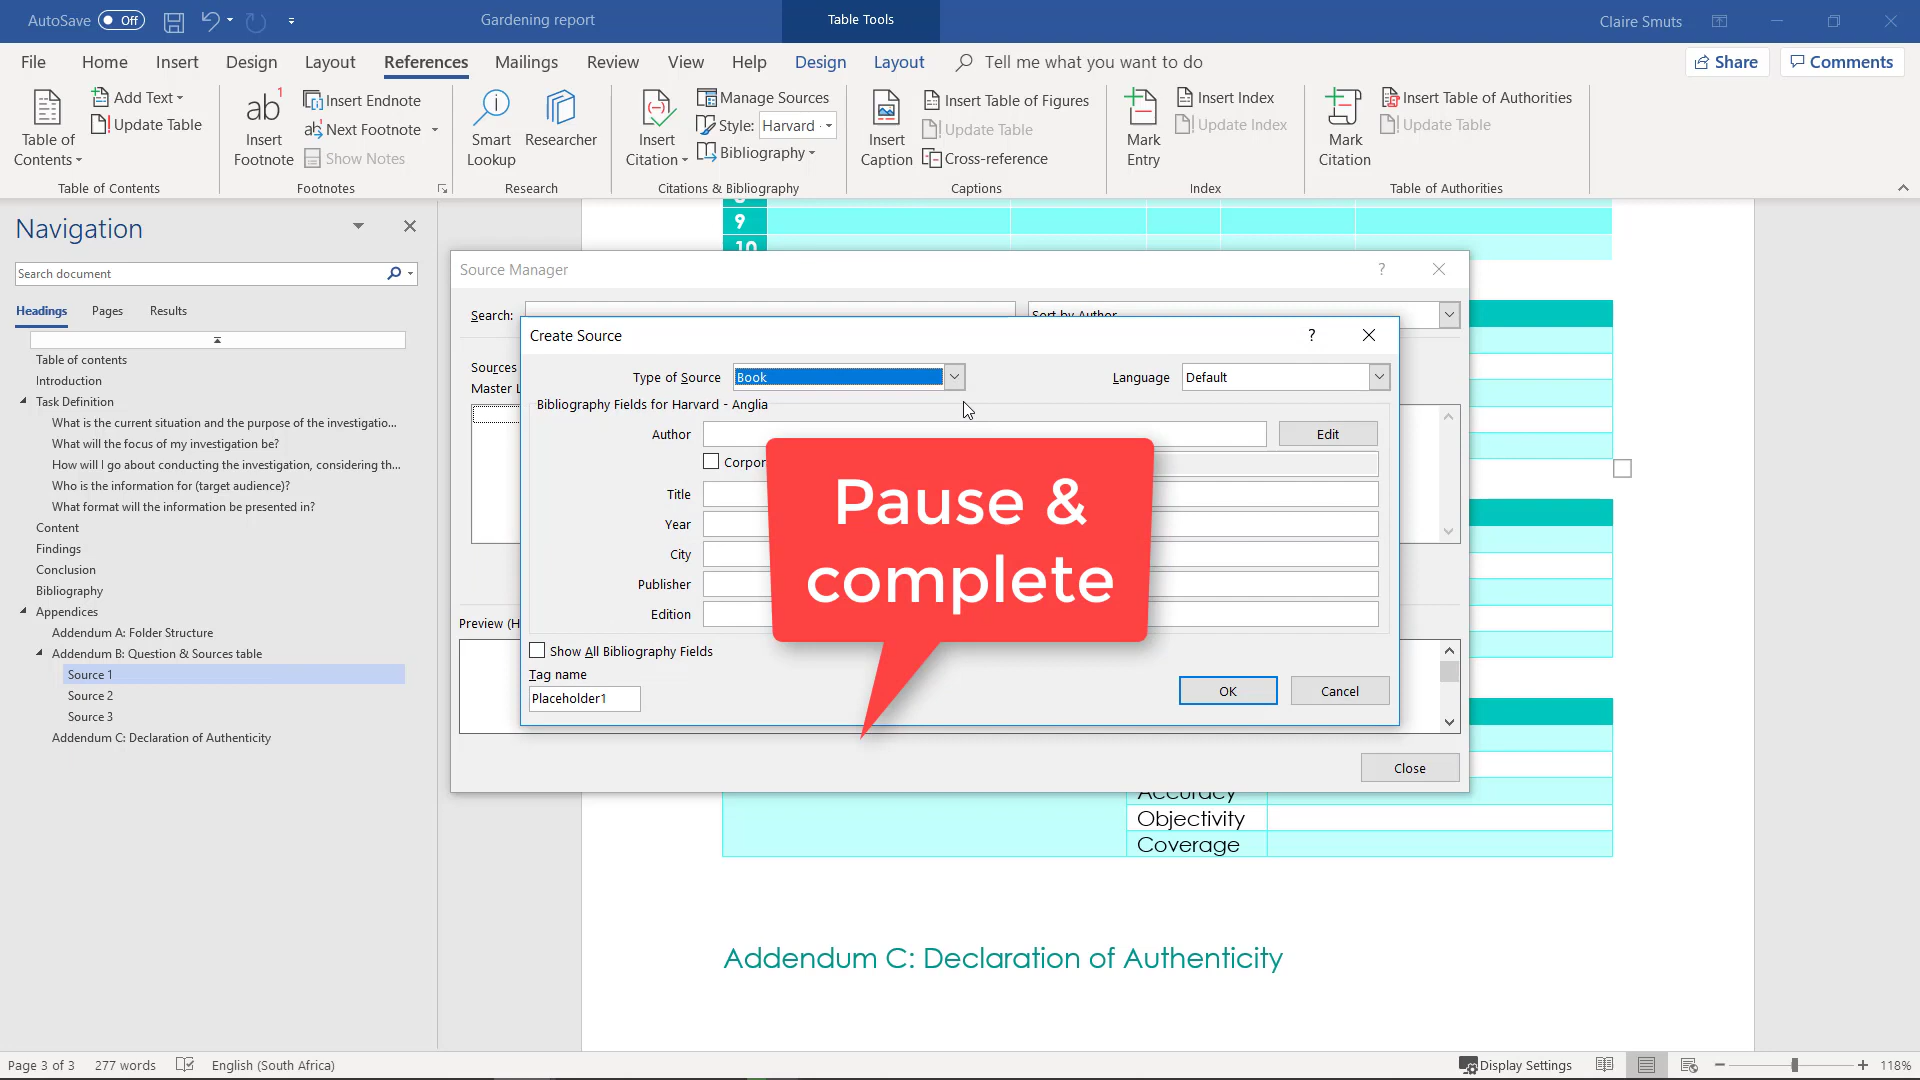 AutoSave Off
Gardening report
Table Tools
Claire Smuts
File Home Insert Design Layout References Mailings Review View Help Design Layout Tell me what you want to do Share Comments
Table of Contents
Add Text
Update Table
Table of Contents
ab1
Insert Footnote
Insert Endnote
Next Footnote
Show Notes
Footnotes
Smart Lookup
Researcher
Research
Insert Citation
Manage Sources
Style: Harvard
Bibliography
Citations & Bibliography
Insert Caption
Insert Table of Figures
Update Table
Cross-reference
Captions
Mark Entry
Insert Index
Update Index
Index
Mark Citation
Insert Table of Authorities
Update Table
Table of Authorities
Navigation
Search document
Headings Pages Results
Table of contents
Introduction
Task Definition
What is the current situation and the purpose of the investigatio...
What will the focus of my investigation be?
How will I go about conducting the investigation, considering th...
Who is the information for (target audience)?
What format will the information be presented in?
Content
Findings
Conclusion
Bibliography
Appendices
Addendum A: Folder Structure
Addendum B: Question & Sources table
Source 1
Source 2
Source 3
Addendum C: Declaration of Authenticity
9
10
Source Manager
?
Search:
Sort by Author
Sources
Master L
Preview (H
Close
Create Source
?
Type of Source Book
Language Default
Bibliography Fields for Harvard - Anglia
Author
Edit
Corpor
Title
Year
City
Publisher
Edition
Show All Bibliography Fields
Tag name
Placeholder1
OK
Cancel
Pause &
complete
Accuracy
Objectivity
Coverage
Addendum C: Declaration of Authenticity
Page 3 of 3 277 words English (South Africa) Display Settings 118%